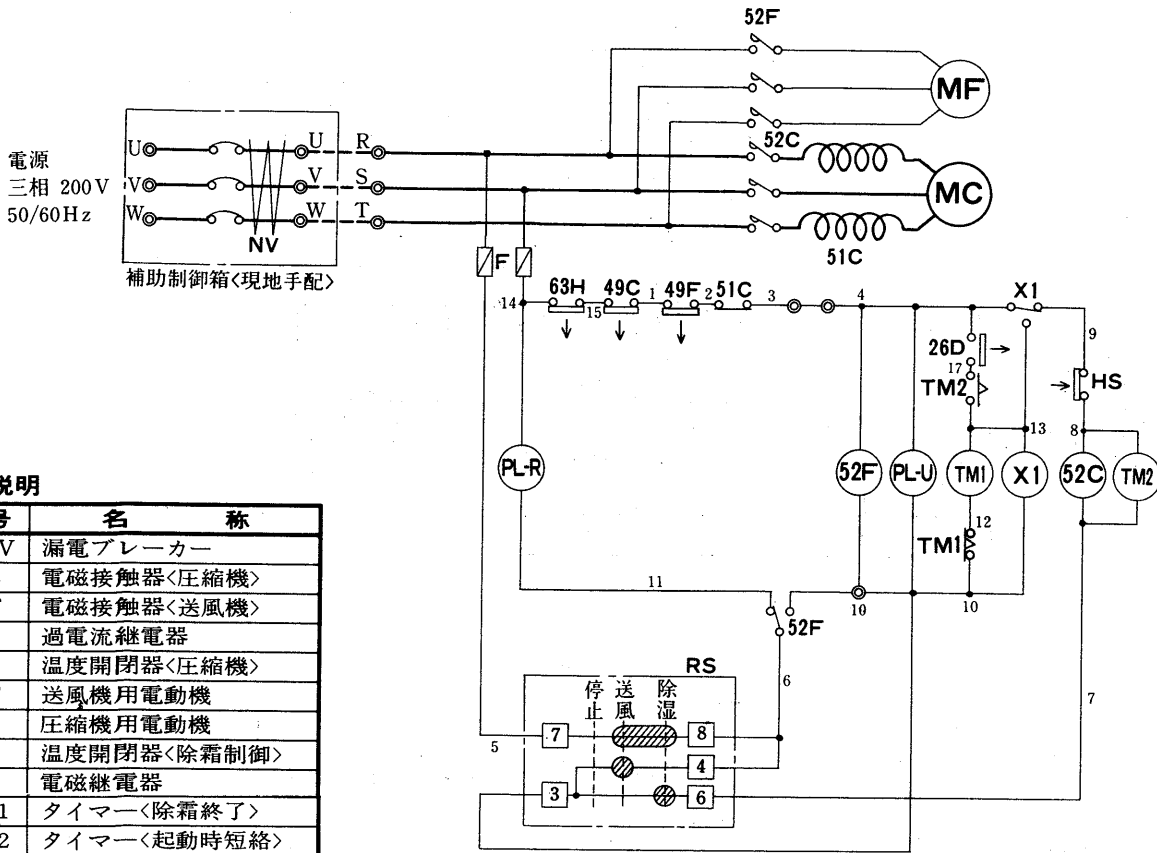 52F
MF
52C
MC
51C
電源
三相 200V
50/60Hz
U
V
W
NV
U
V
W
R
S
T
補助制御箱<現地手配>
F
14
63H
15
49C
1
49F
2
51C
3
4
X1
9
26D
17
TM2
HS
13
8
PL-R
52F
PL-U
TM1
X1
52C
TM2
12
TM1
11
10
10
52F
6
7
5
RS
停止
送風
除湿
7
8
4
3
6
説明
号 名 称
V 漏電ブレーカー
電磁接触器<圧縮機>
電磁接触器<送風機>
過電流継電器
温度開閉器<圧縮機>
送風機用電動機
圧縮機用電動機
温度開閉器<除霜制御>
電磁継電器
1 タイマー<除霜終了>
2 タイマー<起動時短絡>